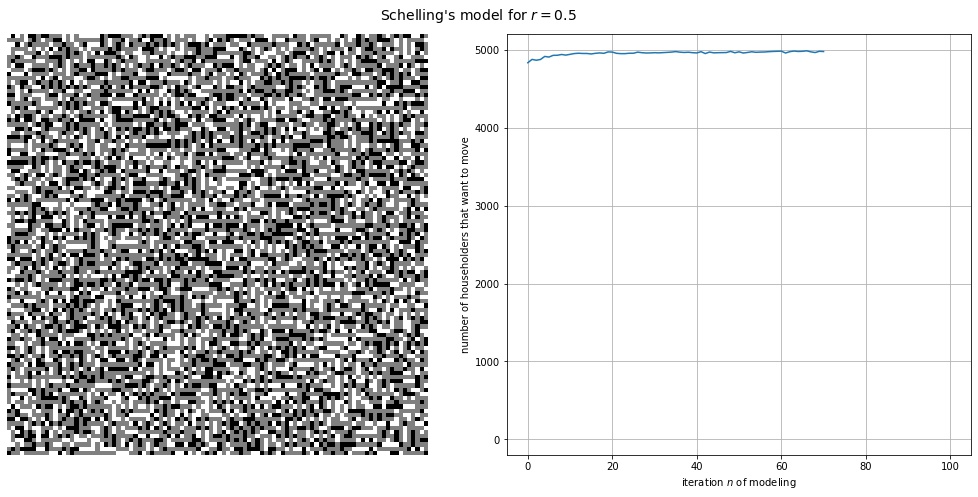 Schelling's model for r = 0.5
number of householders that want to move
5000
4000
3000
2000
1000
0
0 20 40 60 80 100
iteration n of modeling